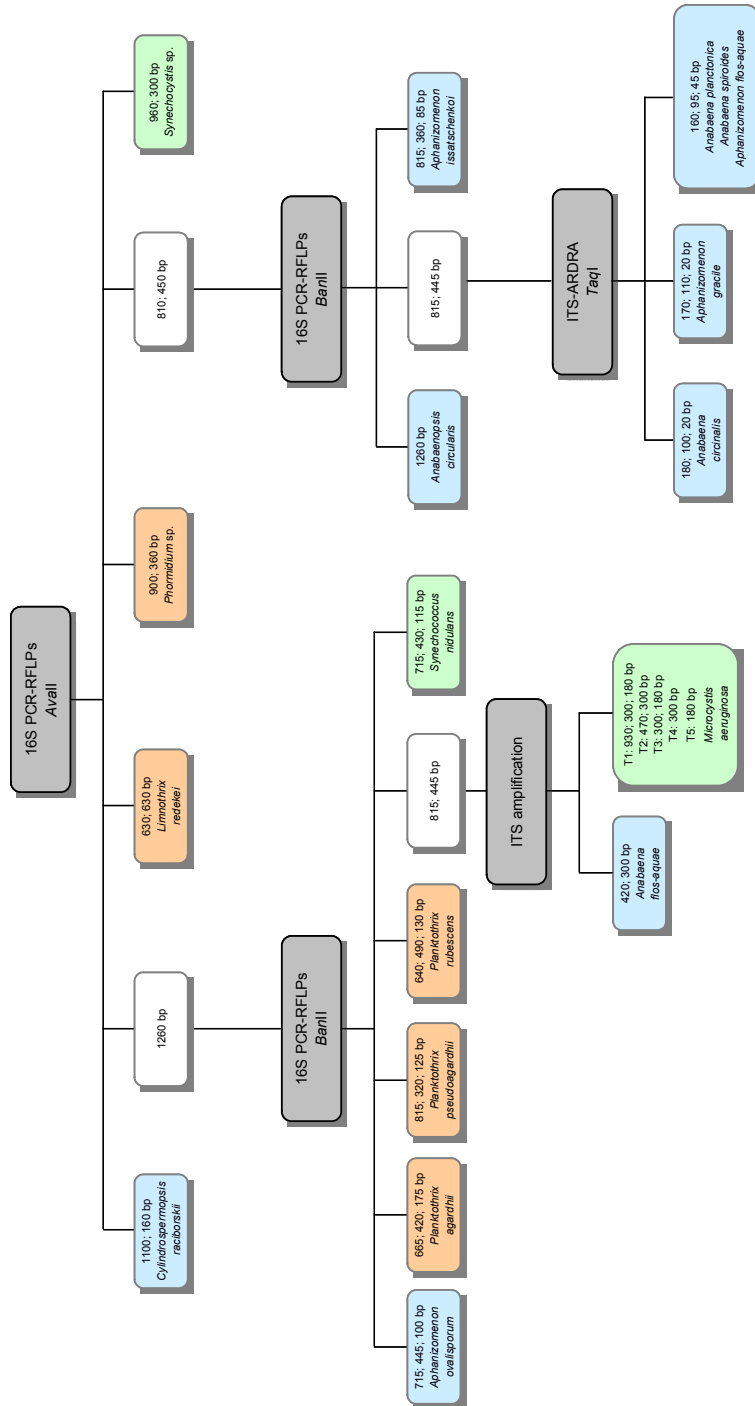 16S PCR-RFLPs
AvaII
1100; 160 bp
Cylindrospermopsis
raciborskii
1260 bp
630; 630 bp
Limnothrix
redekei
900; 360 bp
Phormidium sp.
810; 450 bp
960; 300 bp
Synechocystis sp.
16S PCR-RFLPs
BanII
16S PCR-RFLPs
BanII
715; 445; 100 bp
Aphanizomenon
ovalisporum
665; 420; 175 bp
Planktothrix
agardhii
815; 320; 125 bp
Planktothrix
pseudoagardhii
640; 490; 130 bp
Planktothrix
rubescens
815; 445 bp
715; 430; 115 bp
Synechococcus
nidulans
1260 bp
Anabaenopsis
circularis
815; 445 bp
815; 360; 85 bp
Aphanizomenon
issatschenkoi
ITS amplification
ITS-ARDRA
TaqI
420; 300 bp
Anabaena
flos-aquae
T1: 930; 300; 180 bp
T2: 470; 300 bp
T3: 300; 180 bp
T4: 300 bp
T5: 180 bp
Microcystis
aeruginosa
180; 100; 20 bp
Anabaena
circinalis
170; 110; 20 bp
Aphanizomenon
gracile
160; 95; 45 bp
Anabaena planctonica
Anabaena spiroides
Aphanizomenon flos-aquae